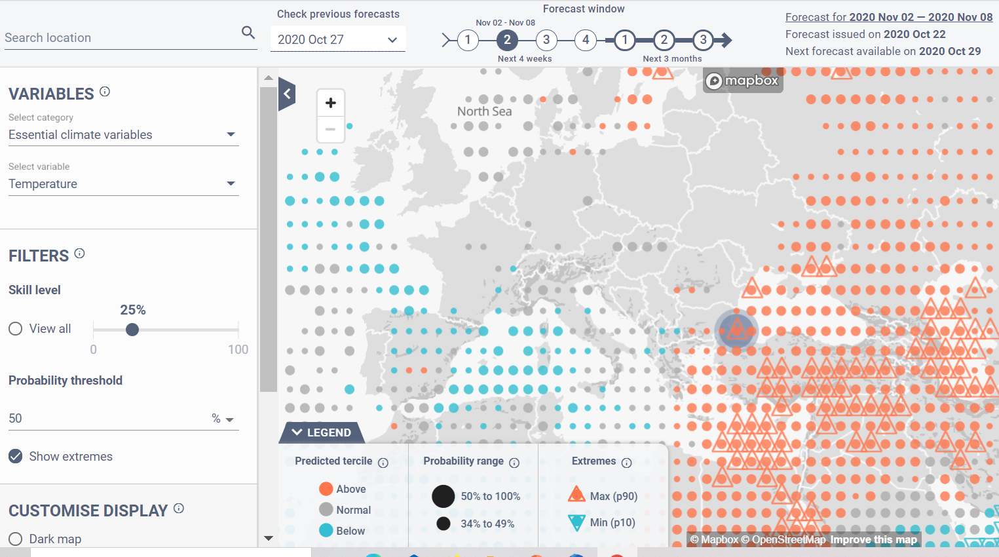 Search location
Check previous forecasts
2020 Oct 27
Forecast window
Nov 02 - Nov 08
1 2 3 4 1 2 3
Next 4 weeks
Next 3 months
Forecast for 2020 Nov 02 — 2020 Nov 08
Forecast issued on 2020 Oct 22
Next forecast available on 2020 Oct 29
VARIABLES
Select category
Essential climate variables
Select variable
Temperature
FILTERS
Skill level
25%
View all
0 100
Probability threshold
50 %
Show extremes
CUSTOMISE DISPLAY
Dark map
+
−
North Sea
mapbox
LEGEND
Predicted tercile
Above
Normal
Below
Probability range
50% to 100%
34% to 49%
Extremes
Max (p90)
Min (p10)
© Mapbox © OpenStreetMap Improve this map